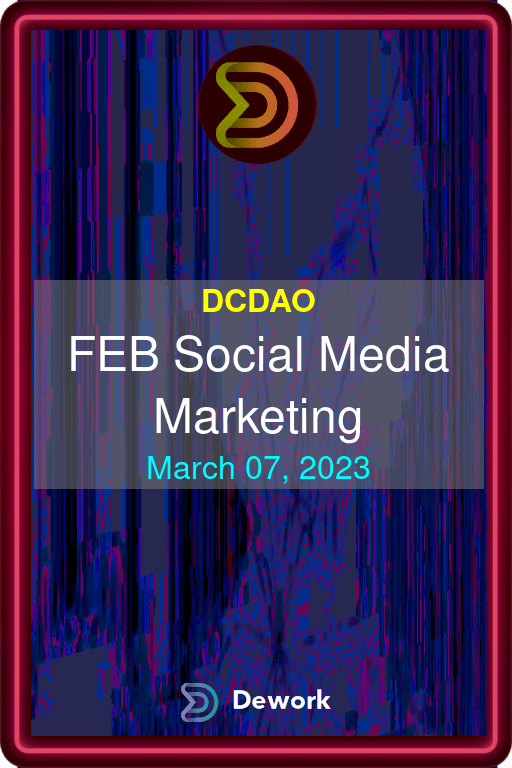 DCDAO
FEB Social Media
Marketing
March 07, 2023
Dework